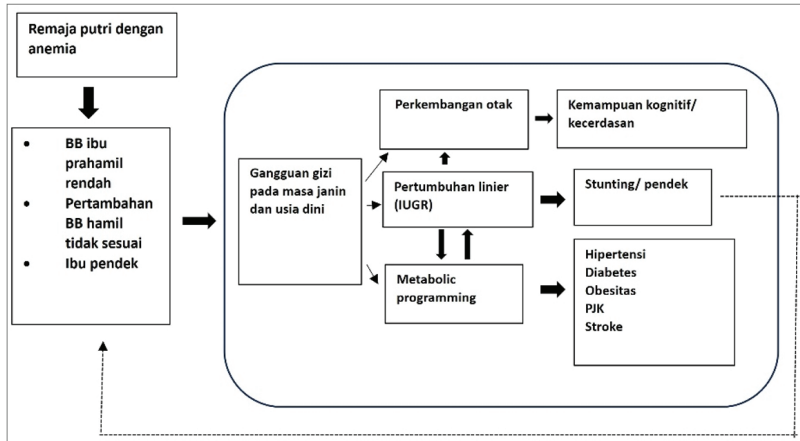 Remaja putri dengan
anemia
• BB ibu
prahamil
rendah
• Pertambahan
BB hamil
tidak sesuai
• Ibu pendek
Gangguan gizi
pada masa janin
dan usia dini
Perkembangan otak
Kemampuan kognitif/
kecerdasan
Pertumbuhan linier
(IUGR)
Stunting/ pendek
Metabolic
programming
Hipertensi
Diabetes
Obesitas
PJK
Stroke